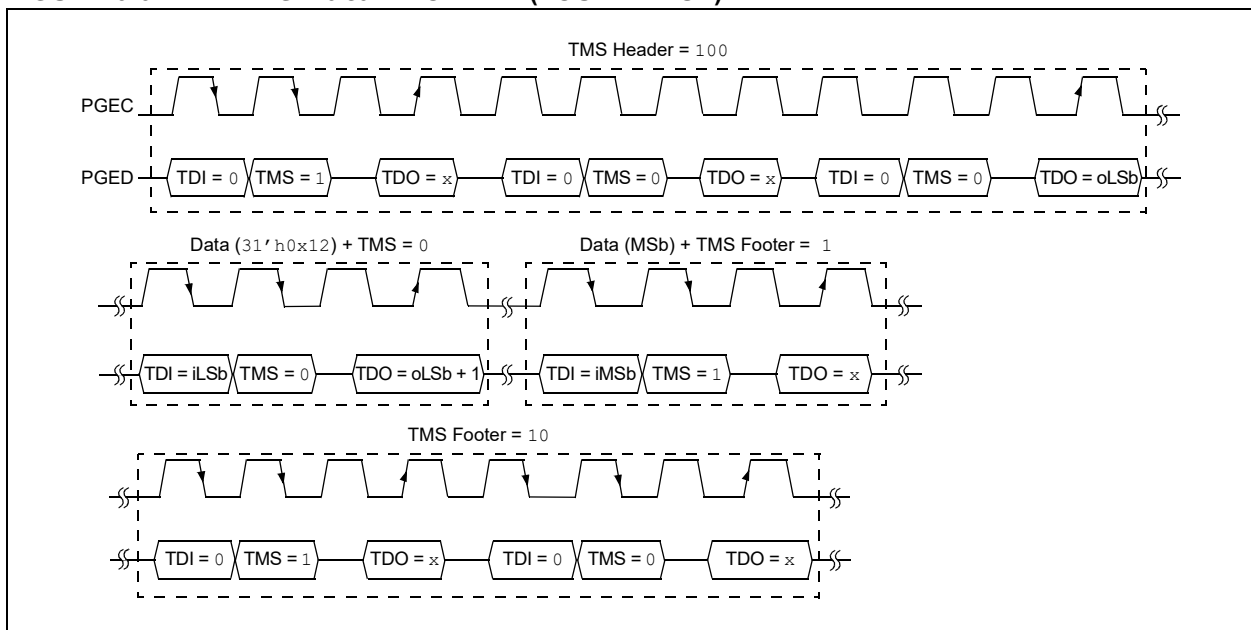 TMS Header = 100
PGEC
PGED
TDI = 0 TMS = 1 TDO = x TDI = 0 TMS = 0 TDO = x TDI = 0 TMS = 0 TDO = oLSb
Data (31'h0x12) + TMS = 0 Data (MSb) + TMS Footer = 1
TDI = iLSb TMS = 0 TDO = oLSb + 1 TDI = iMSb TMS = 1 TDO = x
TMS Footer = 10
TDI = 0 TMS = 1 TDO = x TDI = 0 TMS = 0 TDO = x